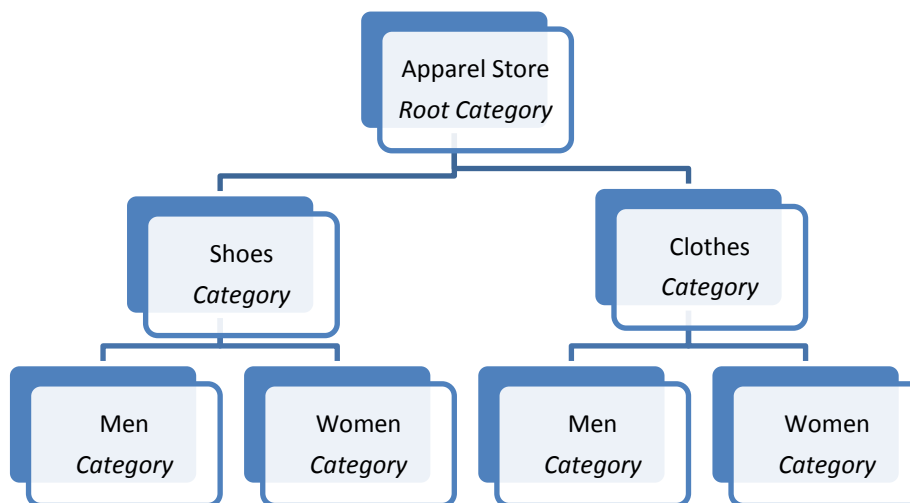 Apparel Store
Root Category
Shoes
Category
Clothes
Category
Men
Category
Women
Category
Men
Category
Women
Category